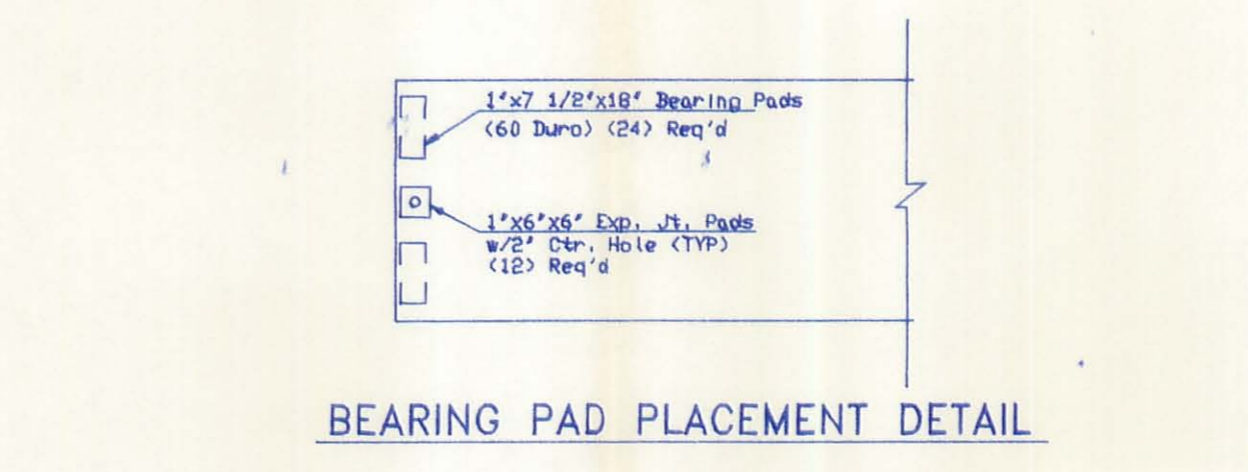 1"x7 1/2"x18" Bearing Pads
(60 Duro) (24) Req'd
1"x6"x6" Exp. Jt. Pads
w/2" Ctr. Hole (TYP)
(12) Req'd
BEARING PAD PLACEMENT DETAIL